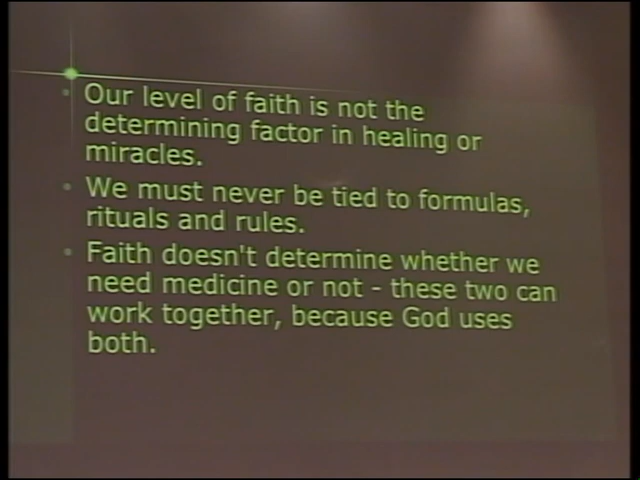 • Our level of faith is not the
determining factor in healing or
miracles.
• We must never be tied to formulas,
rituals and rules.
• Faith doesn't determine whether we
need medicine or not - these two can
work together, because God uses
both.